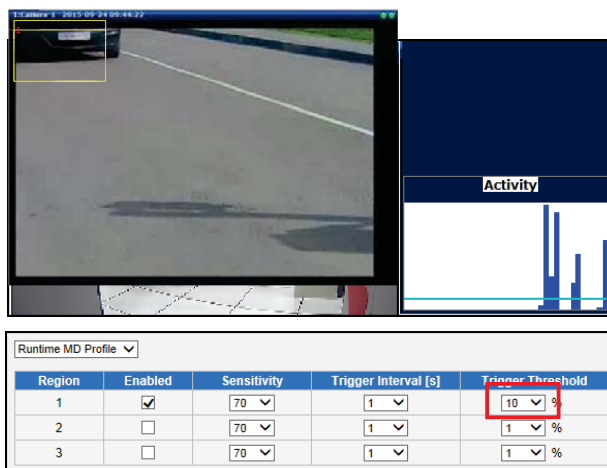 1:Camera 1 2015-09-24 09:44:22
1
Activity
Runtime MD Profile
Region Enabled Sensitivity Trigger Interval [s] Trigger Threshold
1 70 1 10 %
2 70 1 1 %
3 70 1 1 %